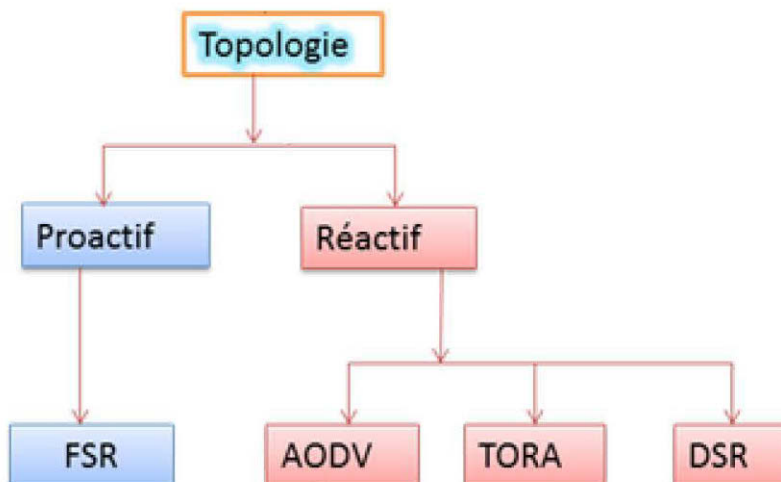 Topologie
Proactif
Réactif
FSR
AODV
TORA
DSR